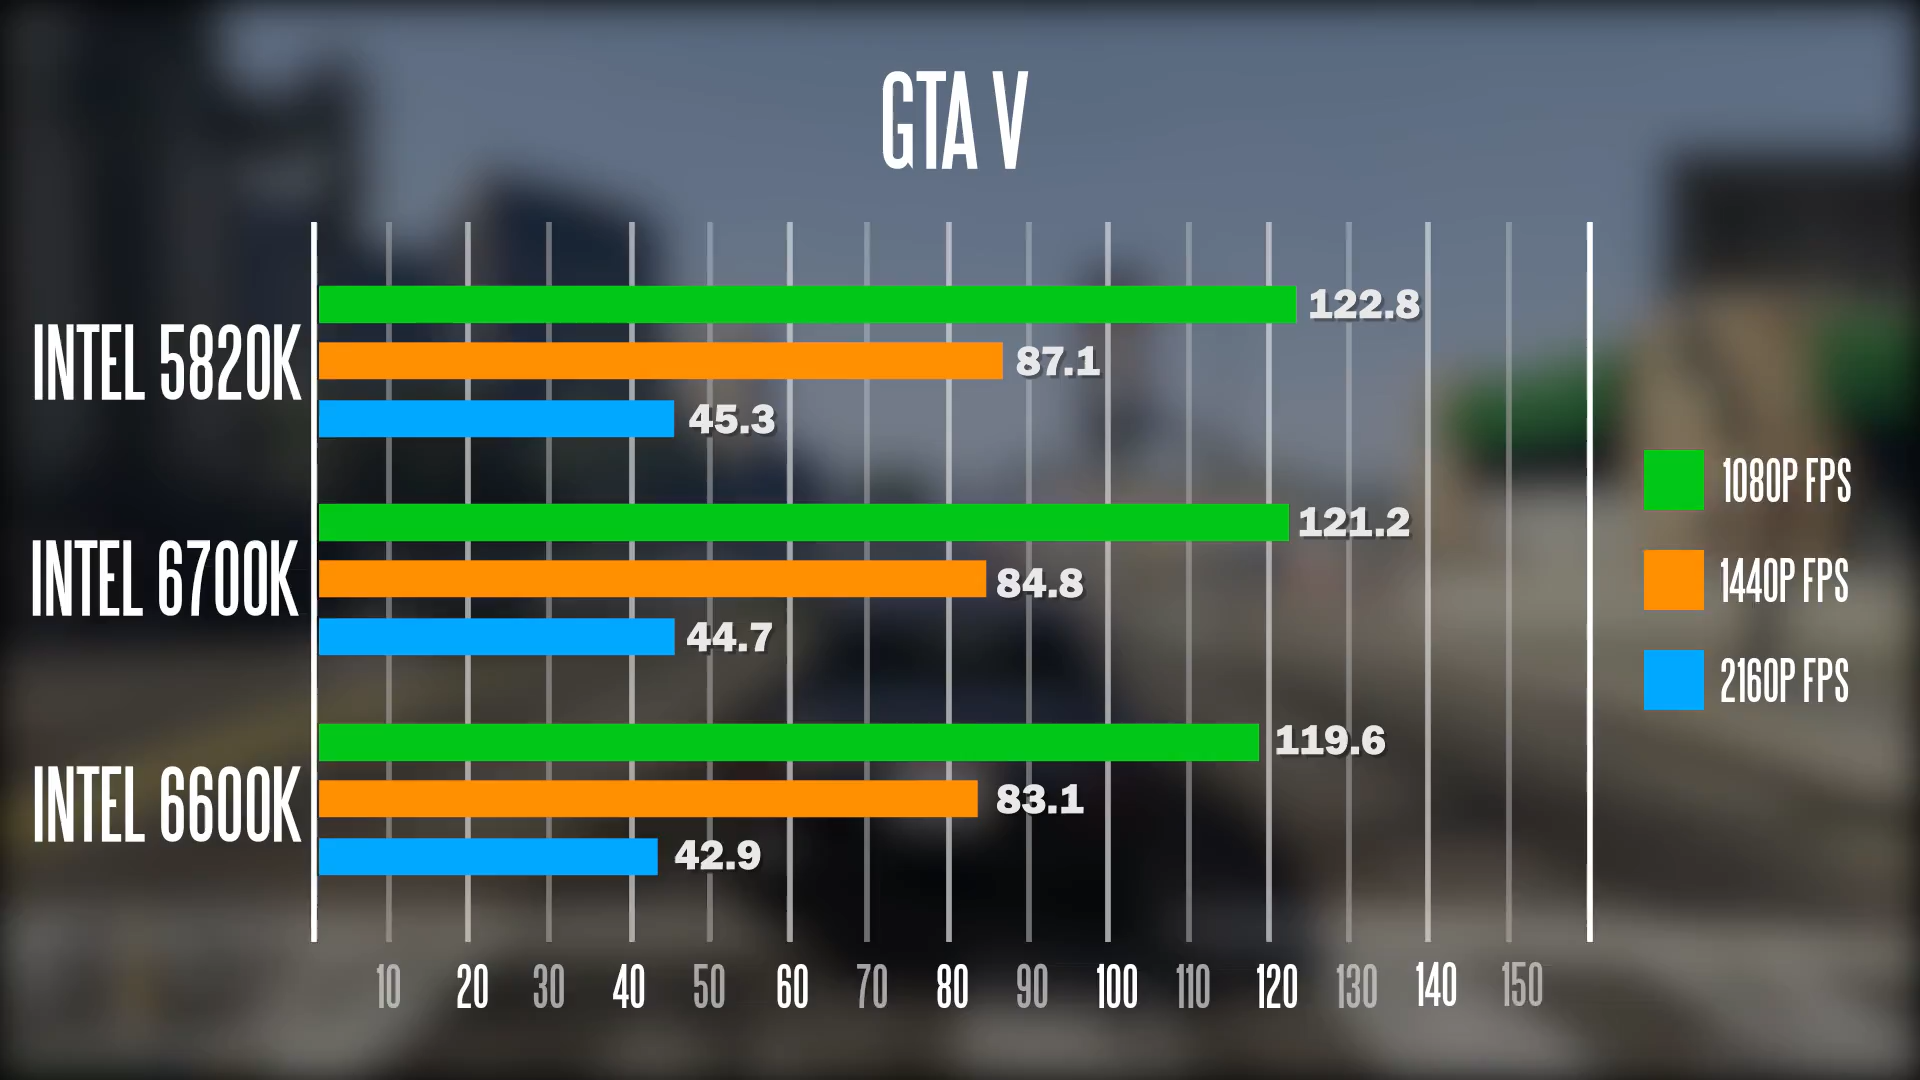 GTA V
INTEL 5820K
122.8
87.1
45.3
INTEL 6700K
121.2
84.8
44.7
INTEL 6600K
119.6
83.1
42.9
1080P FPS
1440P FPS
2160P FPS
10 20 30 40 50 60 70 80 90 100 110 120 130 140 150